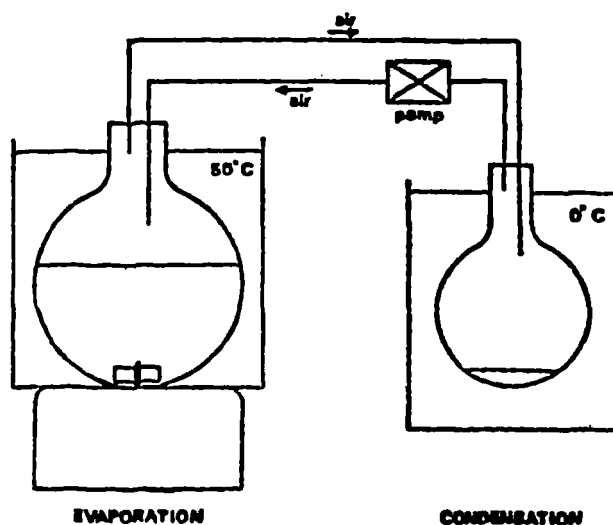 air
air
pump
50°C
0°C
EVAPORATION
CONDENSATION